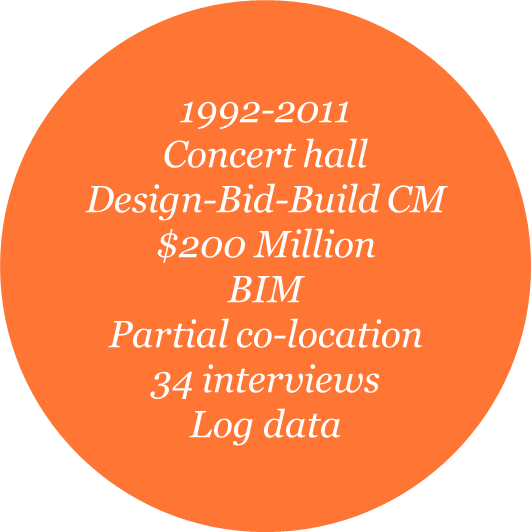 1992-2011
Concert hall
Design-Bid-Build CM
$200 Million
BIM
Partial co-location
34 interviews
Log data